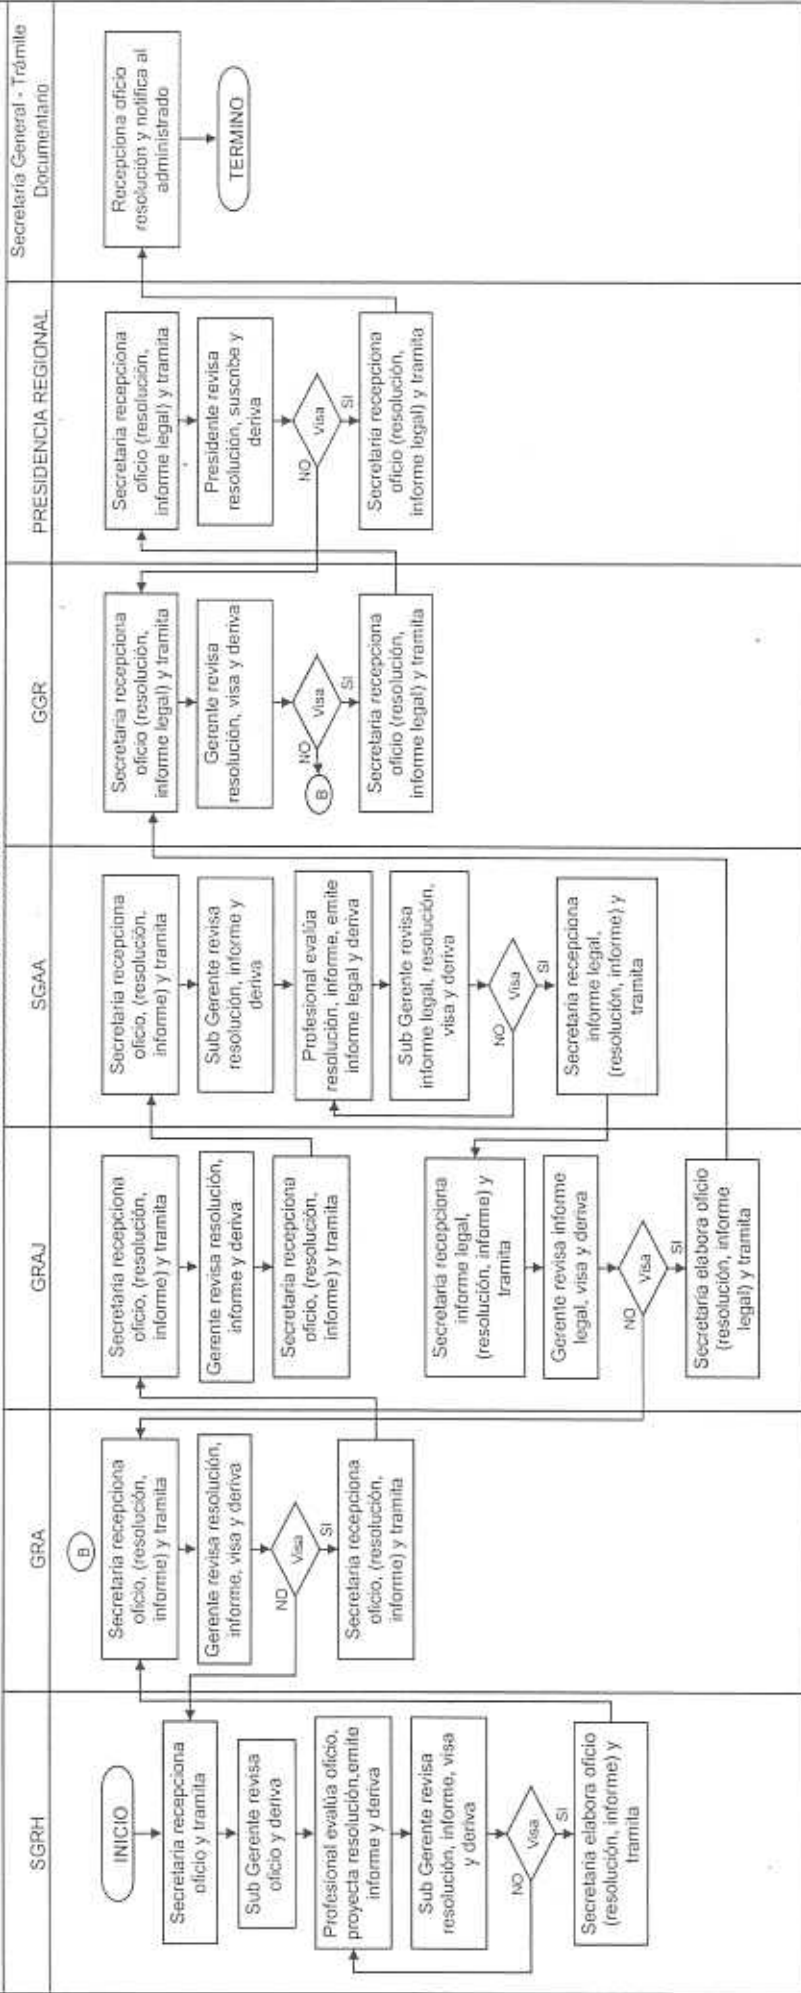 SGRH
INICIO
Secretaria recepciona
oficio y tramita
Sub Gerente revisa
oficio y deriva
Profesional evalúa oficio,
proyecta resolución,emite
informe y deriva
Sub Gerente revisa
resolución, informe, visa
y deriva
Visa
NO
SI
Secretaria elabora oficio
(resolución, informe) y
tramita
GRA
B
Secretaria recepciona
oficio, (resolución,
informe) y tramita
Gerente revisa resolución,
informe, visa y deriva
Visa
NO
SI
Secretaria recepciona
oficio, (resolución,
informe) y tramita
GRAJ
Secretaria recepciona
oficio, (resolución,
informe) y tramita
Gerente revisa resolución,
informe y deriva
Secretaria recepciona
oficio, (resolución,
informe) y tramita
Secretaria recepciona
informe legal,
(resolución, informe) y
tramita
Gerente revisa informe
legal, visa y deriva
Visa
NO
SI
Secretaria elabora oficio
(resolución, informe
legal) y tramita
SGAA
Secretaria recepciona
oficio, (resolución,
informe) y tramita
Sub Gerente revisa
resolución, informe y
deriva
Profesional evalúa
resolución, informe, emite
informe legal y deriva
Sub Gerente revisa
informe legal, resolución,
visa y deriva
Visa
NO
SI
Secretaria recepciona
informe legal,
(resolución, informe) y
tramita
GGR
Secretaria recepciona
oficio (resolución,
informe legal) y tramita
Gerente revisa
resolución, visa y deriva
Visa
NO
B
SI
Secretaria recepciona
oficio (resolución,
informe legal) y tramita
PRESIDENCIA REGIONAL
Secretaria recepciona
oficio (resolución,
informe legal) y tramita
Presidente revisa
resolución, suscribe y
deriva
Visa
NO
SI
Secretaria recepciona
oficio (resolución,
informe legal) y tramita
Secretaría General - Trámite
Documentario
Recepciona oficio
resolución y notifica al
administrado
TERMINO